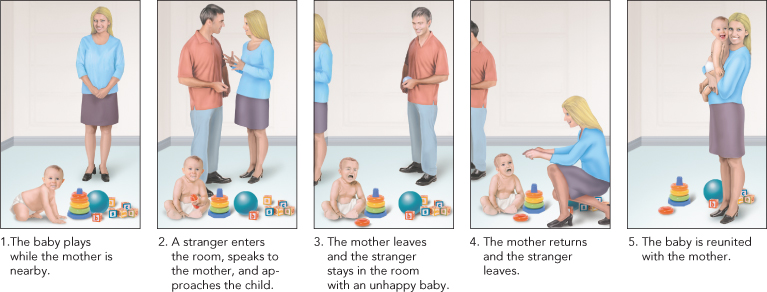 1.The baby plays
while the mother is
nearby.
2. A stranger enters
the room, speaks to
the mother, and ap-
proaches the child.
3. The mother leaves
and the stranger
stays in the room
with an unhappy baby.
4. The mother returns
and the stranger
leaves.
5. The baby is reunited
with the mother.